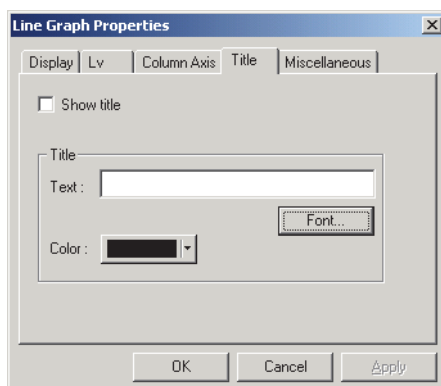 Line Graph Properties
Display Lv Column Axis Title Miscellaneous
Show title
Title
Text :
Font...
Color :
OK Cancel Apply